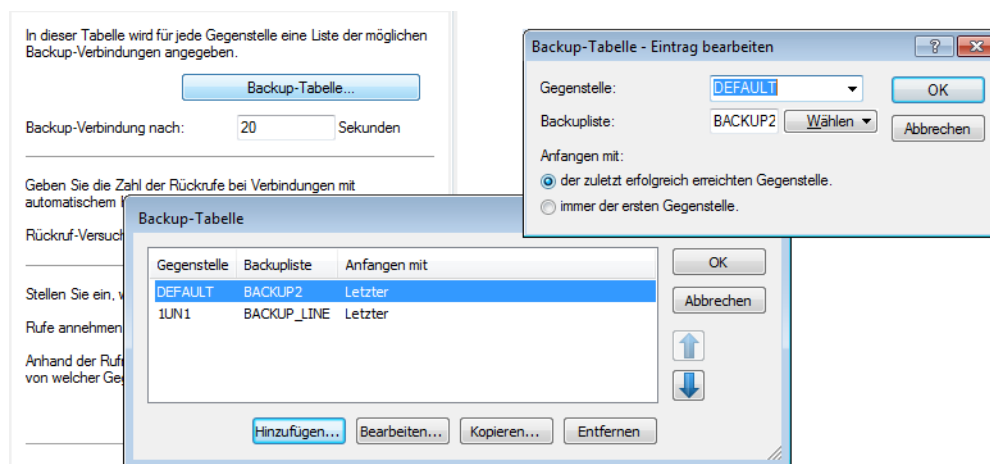 In dieser Tabelle wird für jede Gegenstelle eine Liste der möglichen
Backup-Verbindungen angegeben.
Backup-Tabelle...
Backup-Verbindung nach: 20 Sekunden
Geben Sie die Zahl der Rückrufe bei Verbindungen mit
automatischem
Rückruf-Versuch
Stellen Sie ein,
Rufe annehmen
Anhand der
von welcher
Backup-Tabelle - Eintrag bearbeiten
Gegenstelle: DEFAULT OK
Backupliste: BACKUP2 Wählen Abbrechen
Anfangen mit:
der zuletzt erfolgreich erreichten Gegenstelle.
immer der ersten Gegenstelle.
Backup-Tabelle
Gegenstelle Backupliste Anfangen mit OK
DEFAULT BACKUP2 Letzter Abbrechen
1UN1 BACKUP_LINE Letzter
Hinzufügen... Bearbeiten... Kopieren... Entfernen